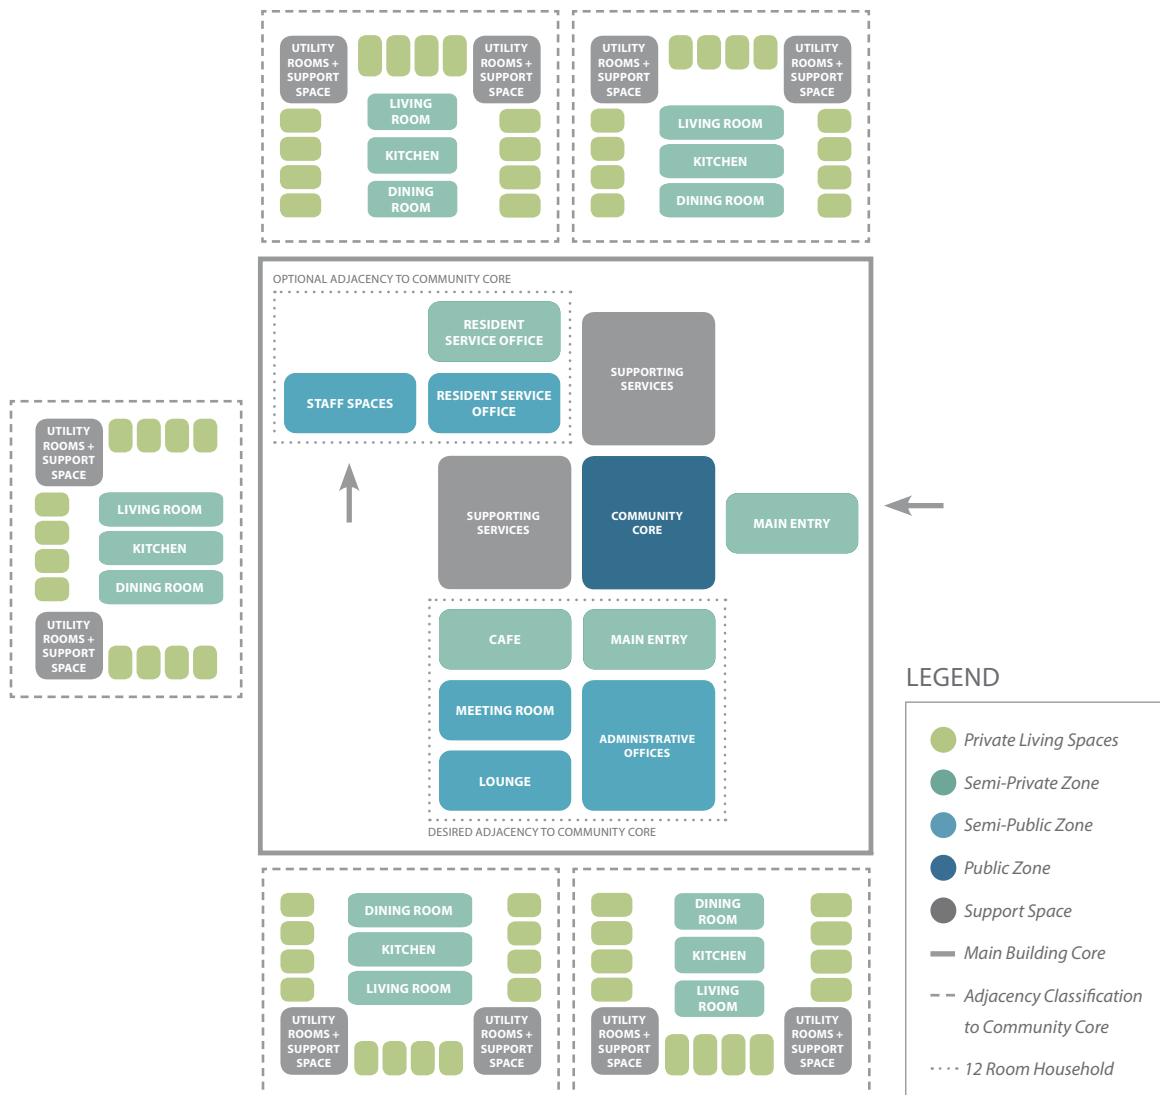 UTILITY
ROOMS +
SUPPORT
SPACE
UTILITY
ROOMS +
SUPPORT
SPACE
LIVING
ROOM
KITCHEN
DINING
ROOM
UTILITY
ROOMS +
SUPPORT
SPACE
UTILITY
ROOMS +
SUPPORT
SPACE
LIVING ROOM
KITCHEN
DINING ROOM
OPTIONAL ADJACENCY TO COMMUNITY CORE
RESIDENT
SERVICE OFFICE
STAFF SPACES
RESIDENT SERVICE
OFFICE
SUPPORTING
SERVICES
UTILITY
ROOMS +
SUPPORT
SPACE
LIVING ROOM
KITCHEN
DINING ROOM
UTILITY
ROOMS +
SUPPORT
SPACE
SUPPORTING
SERVICES
COMMUNITY
CORE
MAIN ENTRY
CAFE
MAIN ENTRY
MEETING ROOM
ADMINISTRATIVE
OFFICES
LOUNGE
DESIRED ADJACENCY TO COMMUNITY CORE
DINING ROOM
KITCHEN
LIVING ROOM
UTILITY
ROOMS +
SUPPORT
SPACE
UTILITY
ROOMS +
SUPPORT
SPACE
DINING
ROOM
KITCHEN
LIVING
ROOM
UTILITY
ROOMS +
SUPPORT
SPACE
UTILITY
ROOMS +
SUPPORT
SPACE
LEGEND
Private Living Spaces
Semi-Private Zone
Semi-Public Zone
Public Zone
Support Space
Main Building Core
Adjacency Classification
to Community Core
12 Room Household